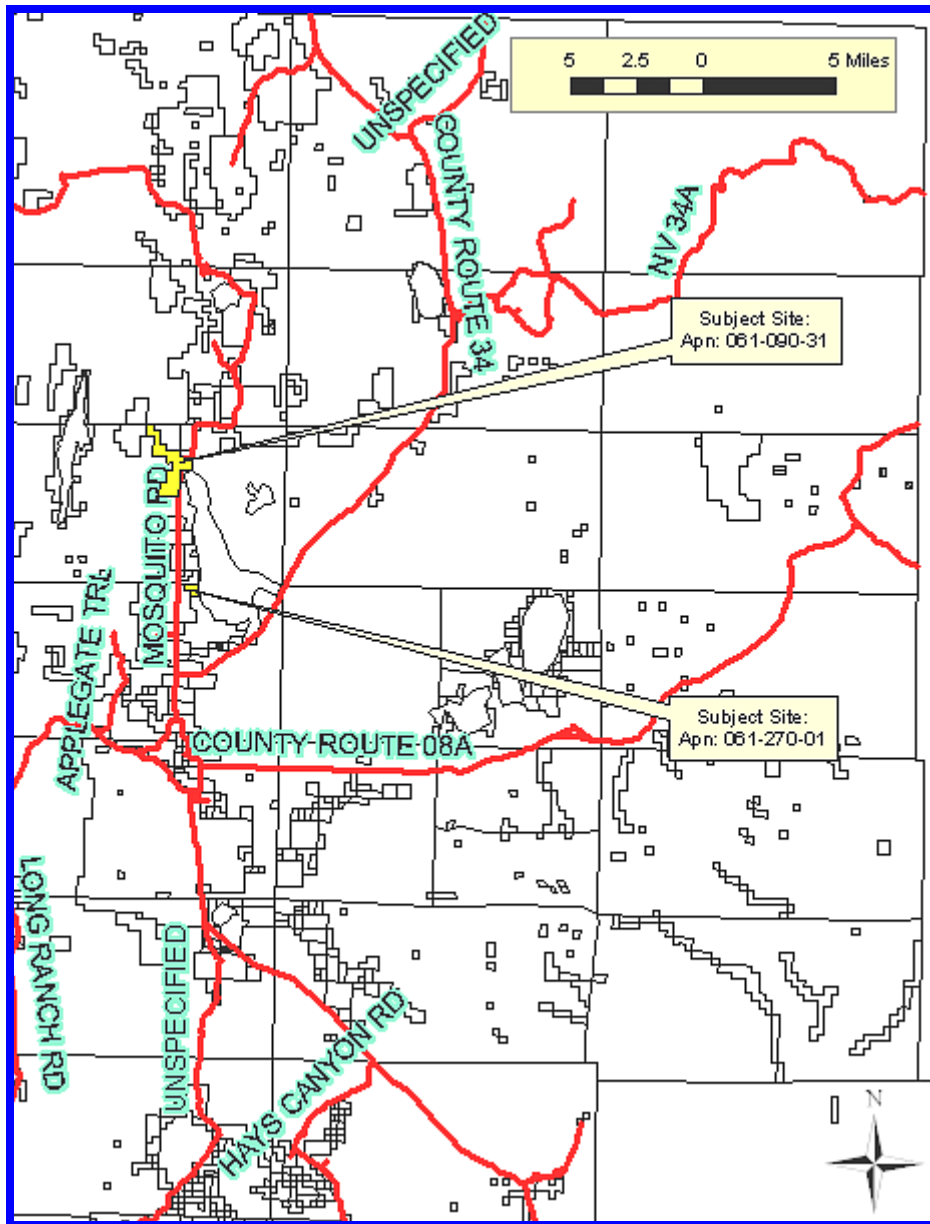 5 2.5 0 5 Miles
UNSPECIFIED
COUNTY ROUTE 34
NV 34A
Subject Site:
Apn: 061-090-31
MOSQUITO RD
APPLEGATE TRL
Subject Site:
Apn: 061-270-01
COUNTY ROUTE 08A
LONG RANCH RD
UNSPECIFIED
HAYS CANYON RD
N